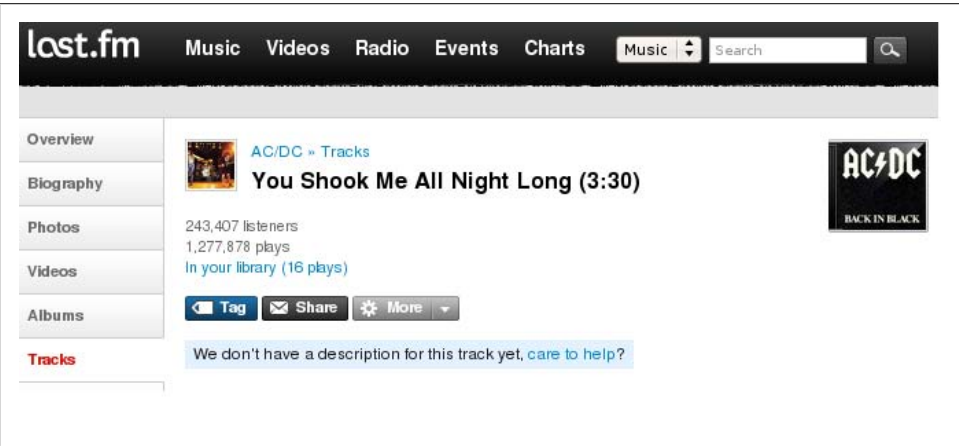 last.fm Music Videos Radio Events Charts Music Search
Overview
Biography
Photos
Videos
Albums
Tracks
AC/DC » Tracks
You Shook Me All Night Long (3:30)
243,407 listeners
1,277,878 plays
In your library (16 plays)
Tag Share More
We don't have a description for this track yet, care to help?
AC⚡DC
BACK IN BLACK